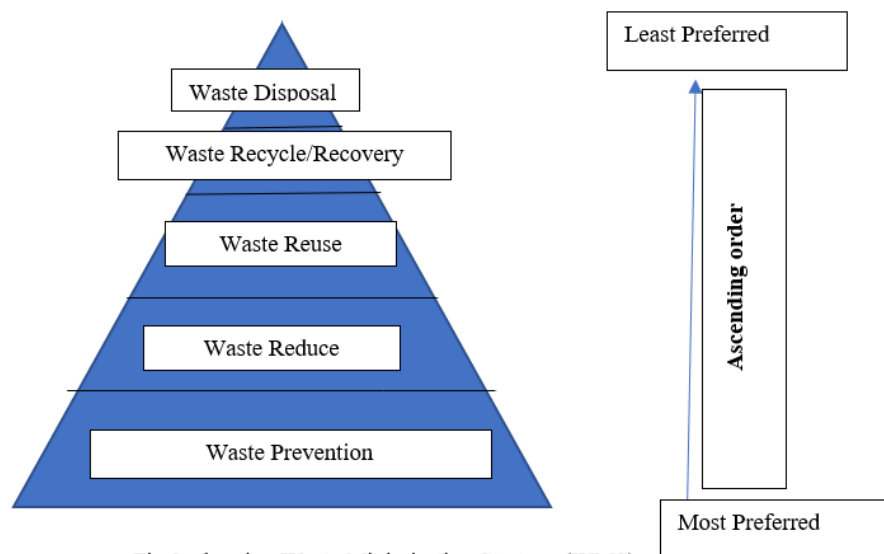 Least Preferred
Waste Disposal
Waste Recycle/Recovery
Waste Reuse
Ascending order
Waste Reduce
Waste Prevention
Most Preferred